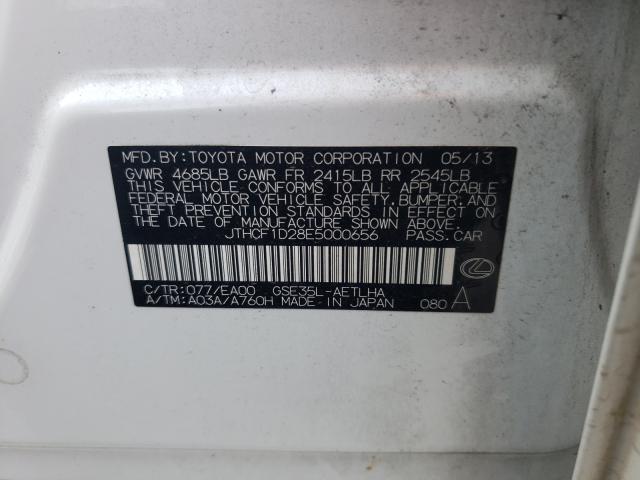 MFD.BY:TOYOTA MOTOR CORPORATION 05/13
GVWR 4685LB GAWR FR 2415LB RR 2545LB
THIS VEHICLE CONFORMS TO ALL APPLICABLE
FEDERAL MOTOR VEHICLE SAFETY, BUMPER, AND
THEFT PREVENTION STANDARDS IN EFFECT ON
THE DATE OF MANUFACTURE SHOWN ABOVE.
JTHCF1D28E5000656 PASS.CAR
C/TR:077/EA00 GSE35L-AETLHA
A/TM:A03A/A760H MADE IN JAPAN 080 A